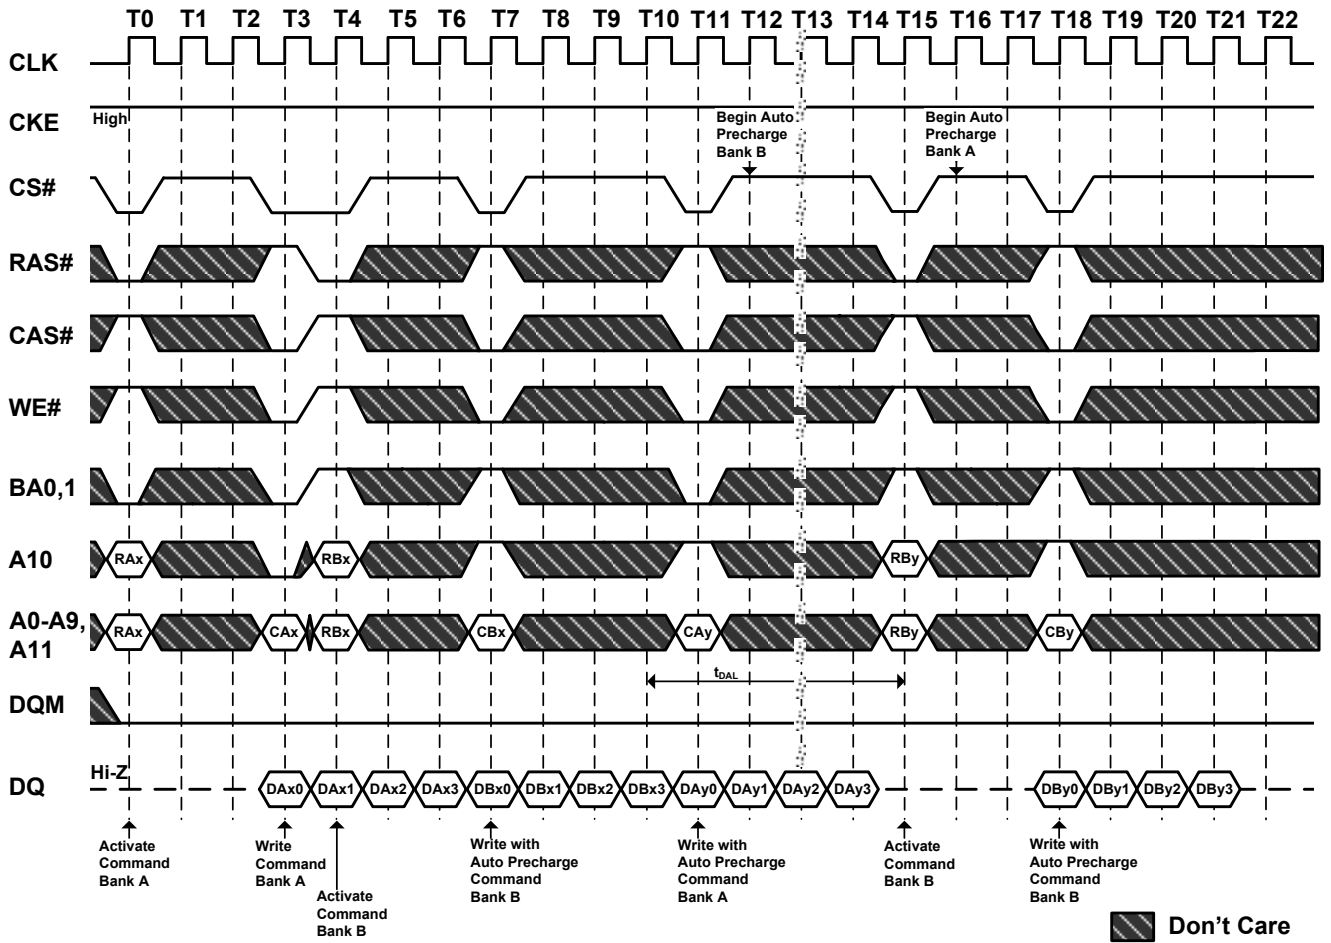 T0 T1 T2 T3 T4 T5 T6 T7 T8 T9 T10 T11 T12 T13 T14 T15 T16 T17 T18 T19 T20 T21 T22
CLK
CKE
High
Begin Auto
Precharge
Bank B
Begin Auto
Precharge
Bank A
CS#
RAS#
CAS#
WE#
BA0,1
A10
RAx RBx RBy
A0-A9,
A11
RAx CAx RBx CBx CAy RBy CBy
tDAL
DQM
Hi-Z
DQ
DAx0 DAx1 DAx2 DAx3 DBx0 DBx1 DBx2 DBx3 DAy0 DAy1 DAy2 DAy3 DBy0 DBy1 DBy2 DBy3
Activate
Command
Bank A
Write
Command
Bank A
Activate
Command
Bank B
Write with
Auto Precharge
Command
Bank B
Write with
Auto Precharge
Command
Bank A
Activate
Command
Bank B
Write with
Auto Precharge
Command
Bank B
Don't Care